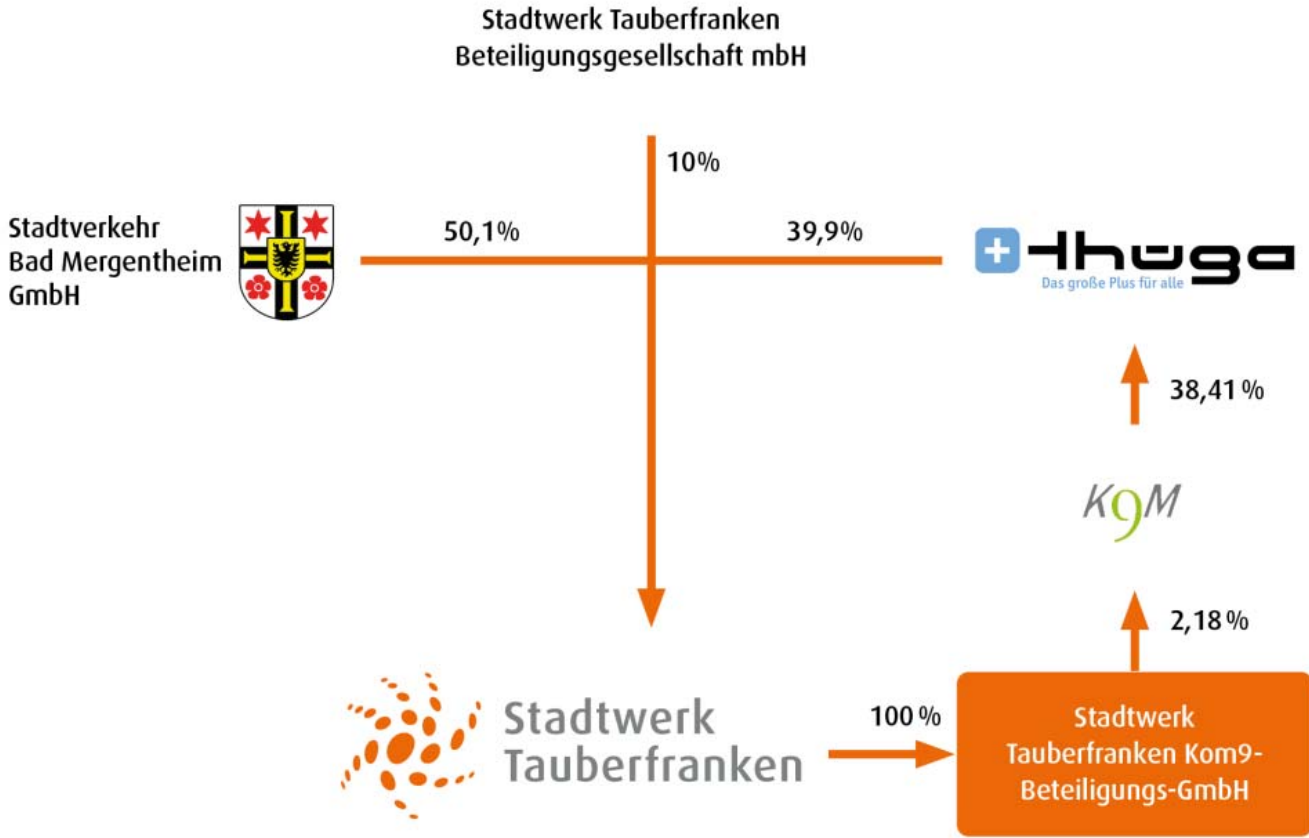 Stadtwerk Tauberfranken
Beteiligungsgesellschaft mbH
10%
Stadtverkehr
Bad Mergentheim
GmbH
50,1%
39,9%
thüga
Das große Plus für alle
38,41%
K9M
2,18%
Stadtwerk
Tauberfranken
100%
Stadtwerk
Tauberfranken Kom9-
Beteiligungs-GmbH